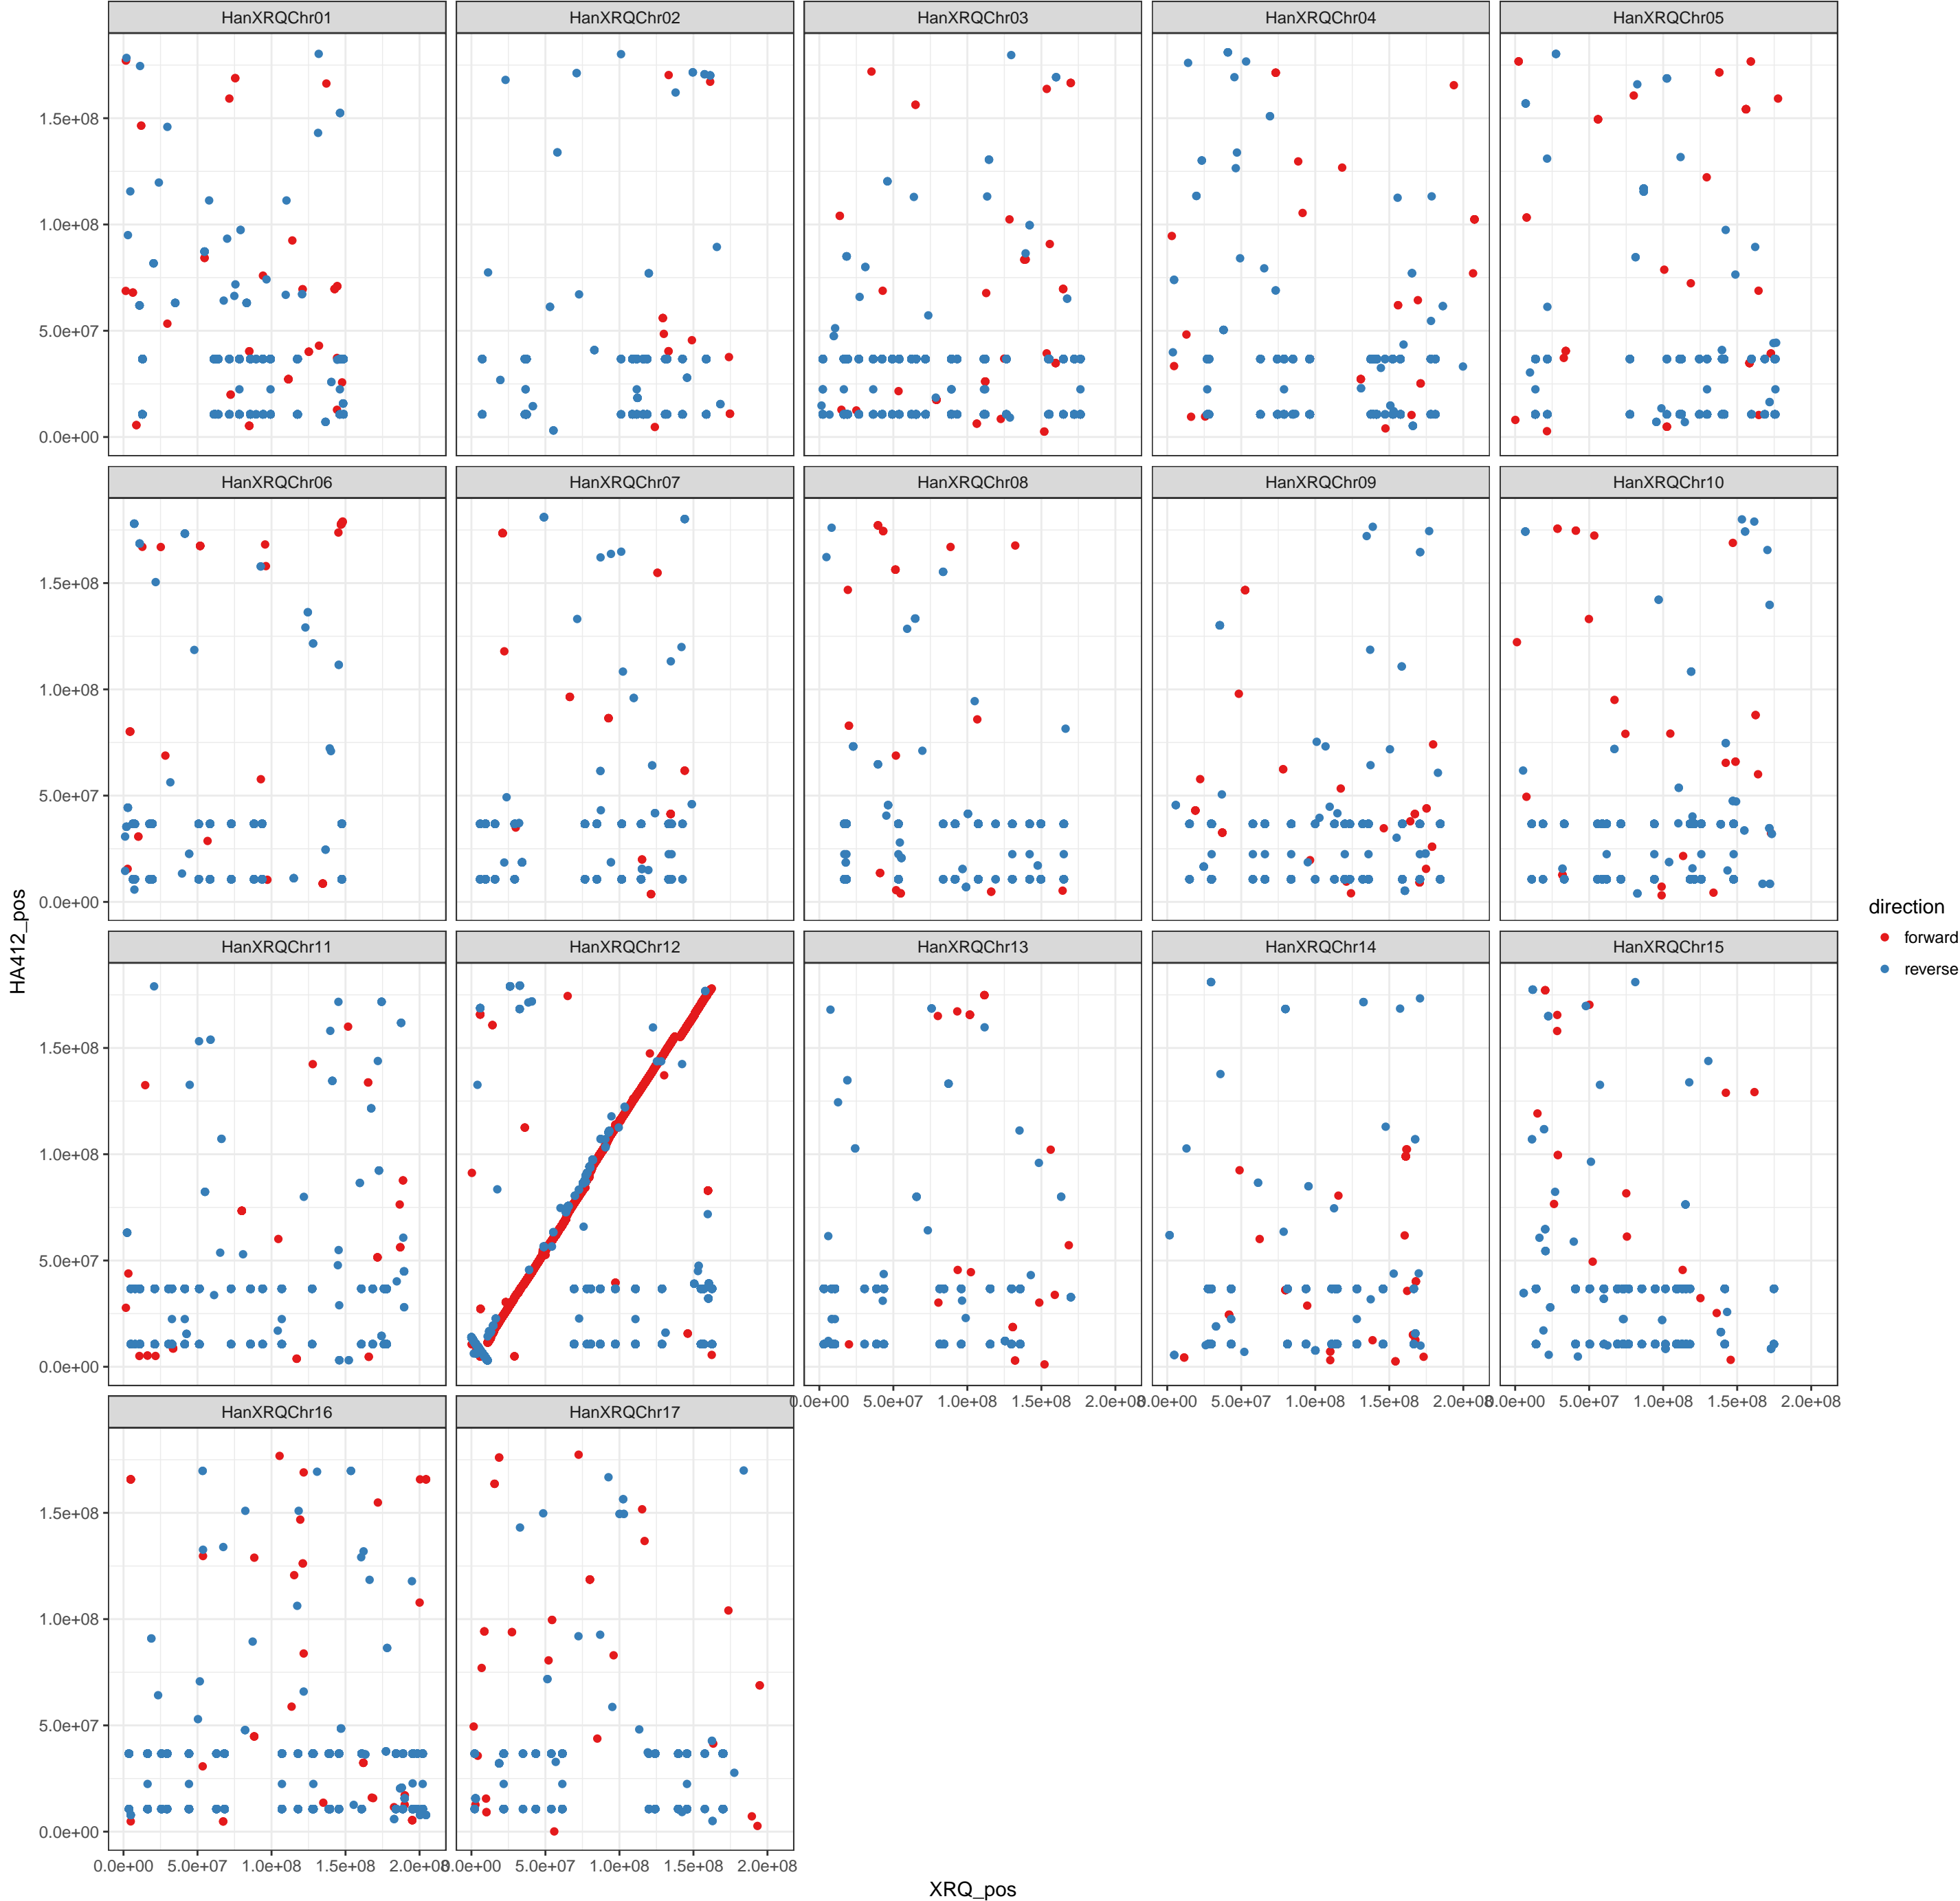 HanXRQChr01 HanXRQChr02 HanXRQChr03 HanXRQChr04 HanXRQChr05
1.5e+08
1.0e+08
5.0e+07
0.0e+00
HanXRQChr06 HanXRQChr07 HanXRQChr08 HanXRQChr09 HanXRQChr10
1.5e+08
1.0e+08
5.0e+07
0.0e+00
HA412_pos
direction
forward
reverse
HanXRQChr11 HanXRQChr12 HanXRQChr13 HanXRQChr14 HanXRQChr15
1.5e+08
1.0e+08
5.0e+07
0.0e+00
0.0e+00 5.0e+07 1.0e+08 1.5e+08 2.0e+08 0.0e+00 5.0e+07 1.0e+08 1.5e+08 2.0e+08 0.0e+00 5.0e+07 1.0e+08 1.5e+08 2.0e+08
HanXRQChr16 HanXRQChr17
1.5e+08
1.0e+08
5.0e+07
0.0e+00
0.0e+00 5.0e+07 1.0e+08 1.5e+08 2.0e+08 0.0e+00 5.0e+07 1.0e+08 1.5e+08 2.0e+08
XRQ_pos